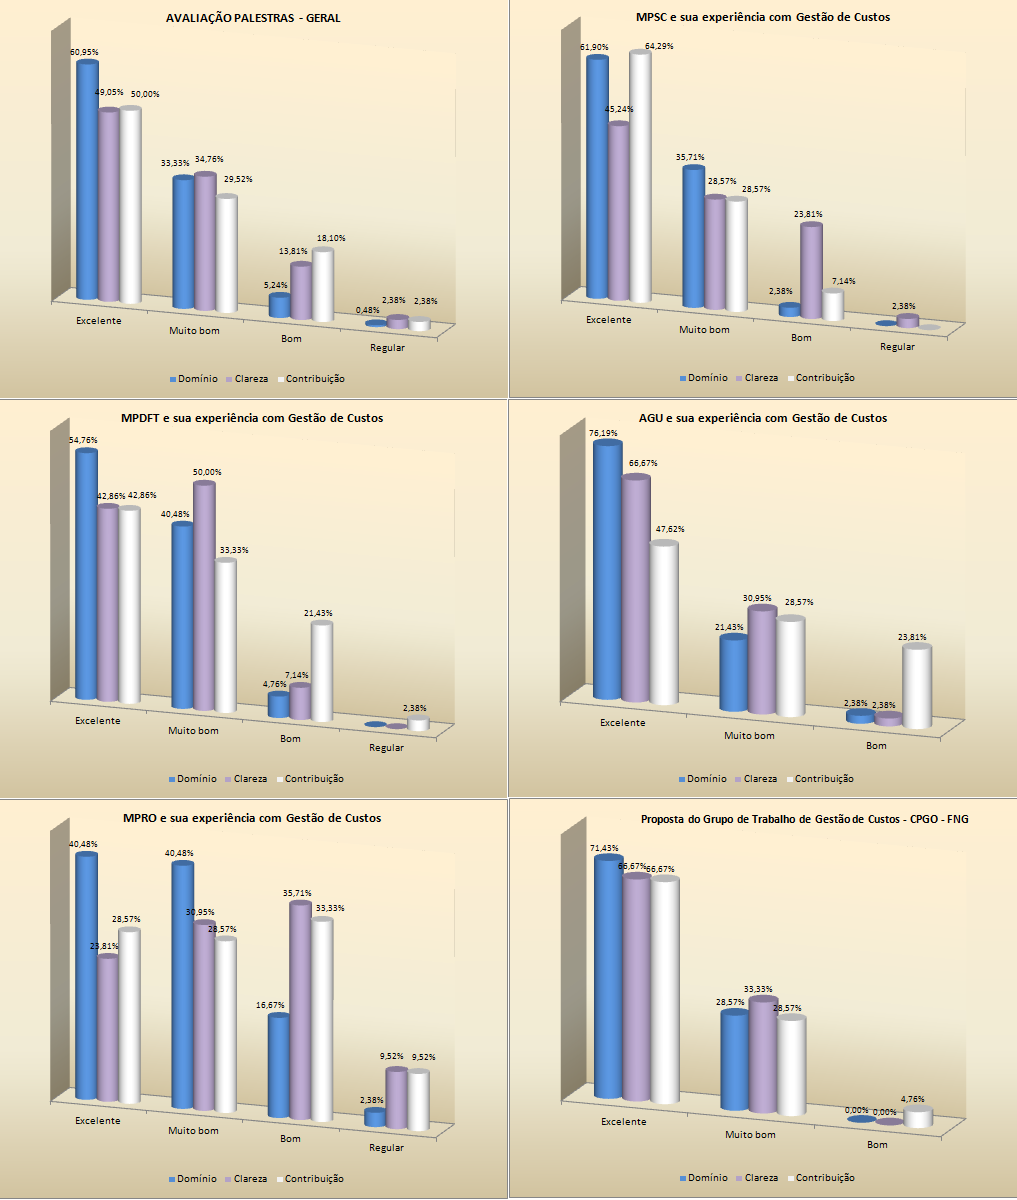 AVALIAÇÃO PALESTRAS - GERAL
60,95%
49,05%
50,00%
33,33%
34,76%
29,52%
5,24%
13,81%
18,10%
0,48%
2,38%
2,38%
Excelente
Muito bom
Bom
Regular
Domínio Clareza Contribuição
MPSC e sua experiência com Gestão de Custos
61,90%
45,24%
64,29%
35,71%
28,57%
28,57%
2,38%
23,81%
7,14%
2,38%
Excelente
Muito bom
Bom
Regular
Domínio Clareza Contribuição
MPDFT e sua experiência com Gestão de Custos
54,76%
42,86%
42,86%
40,48%
50,00%
33,33%
4,76%
7,14%
21,43%
2,38%
Excelente
Muito bom
Bom
Regular
Domínio Clareza Contribuição
AGU e sua experiência com Gestão de Custos
76,19%
66,67%
47,62%
21,43%
30,95%
28,57%
2,38%
2,38%
23,81%
Excelente
Muito bom
Bom
Domínio Clareza Contribuição
MPRO e sua experiência com Gestão de Custos
40,48%
23,81%
28,57%
40,48%
30,95%
28,57%
16,67%
35,71%
33,33%
2,38%
9,52%
9,52%
Excelente
Muito bom
Bom
Regular
Domínio Clareza Contribuição
Proposta do Grupo de Trabalho de Gestão de Custos - CPGO - FNG
71,43%
66,67%
66,67%
28,57%
33,33%
28,57%
0,00%
0,00%
4,76%
Excelente
Muito bom
Bom
Domínio Clareza Contribuição